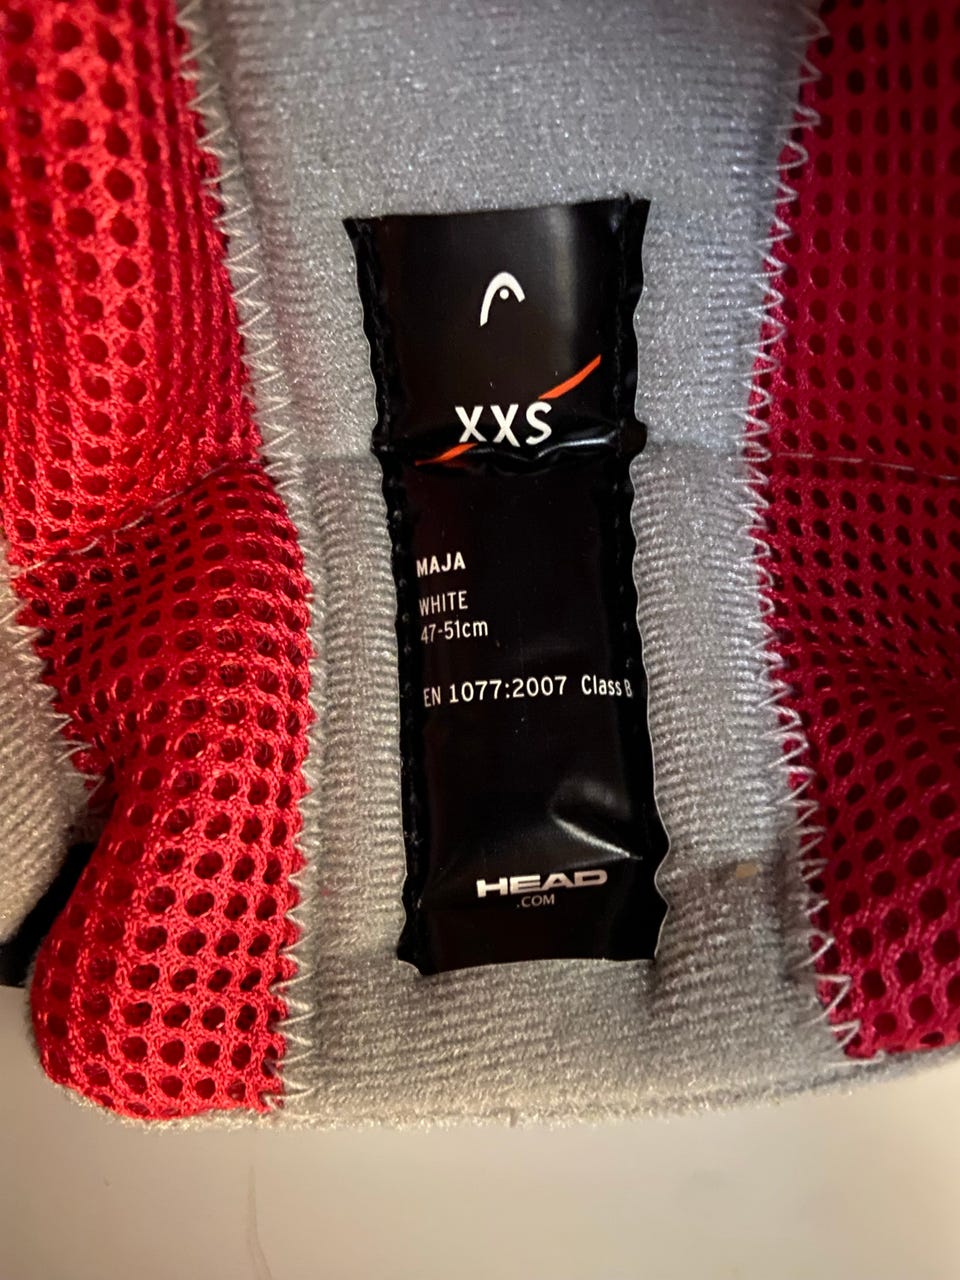 XXS
MAJA
WHITE
47-51cm
EN 1077:2007 Class B
HEAD
.COM